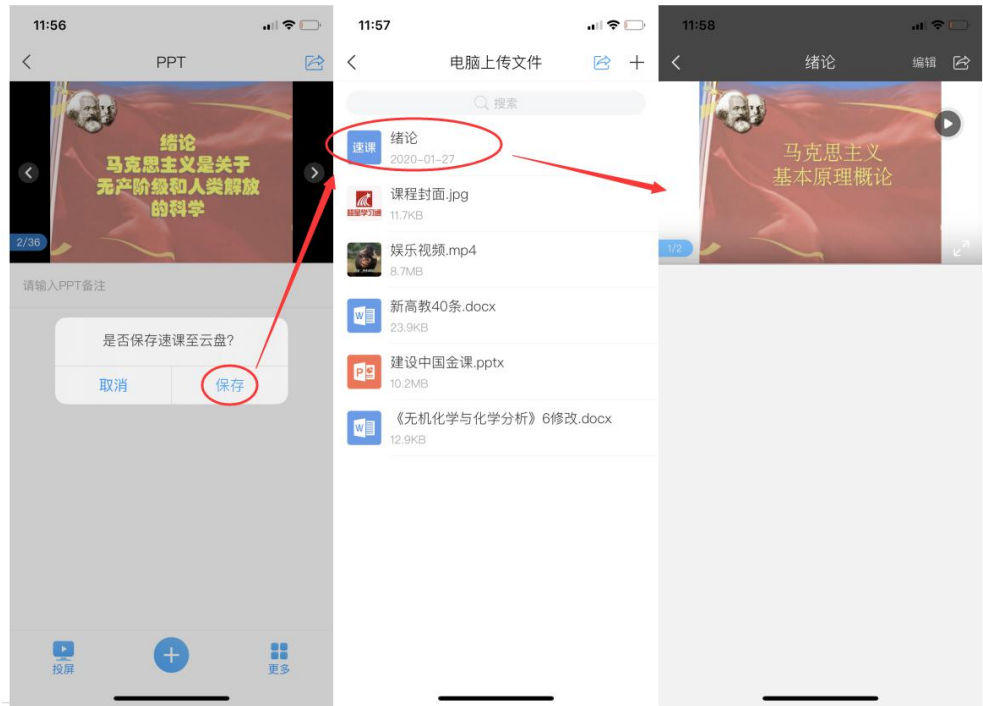 11:56
PPT
绪论
马克思主义是关于
无产阶级和人类解放
的科学
2/36
请输入PPT备注
是否保存速课至云盘?
取消
保存
投屏
更多
11:57
电脑上传文件
搜索
速课
绪论
2020-01-27
超星学习通
课程封面.jpg
11.7KB
娱乐视频.mp4
8.7MB
W
新高教40条.docx
23.9KB
P
建设中国金课.pptx
10.2MB
W
《无机化学与化学分析》6修改.docx
12.9KB
11:58
绪论
编辑
马克思主义
基本原理概论
1/2